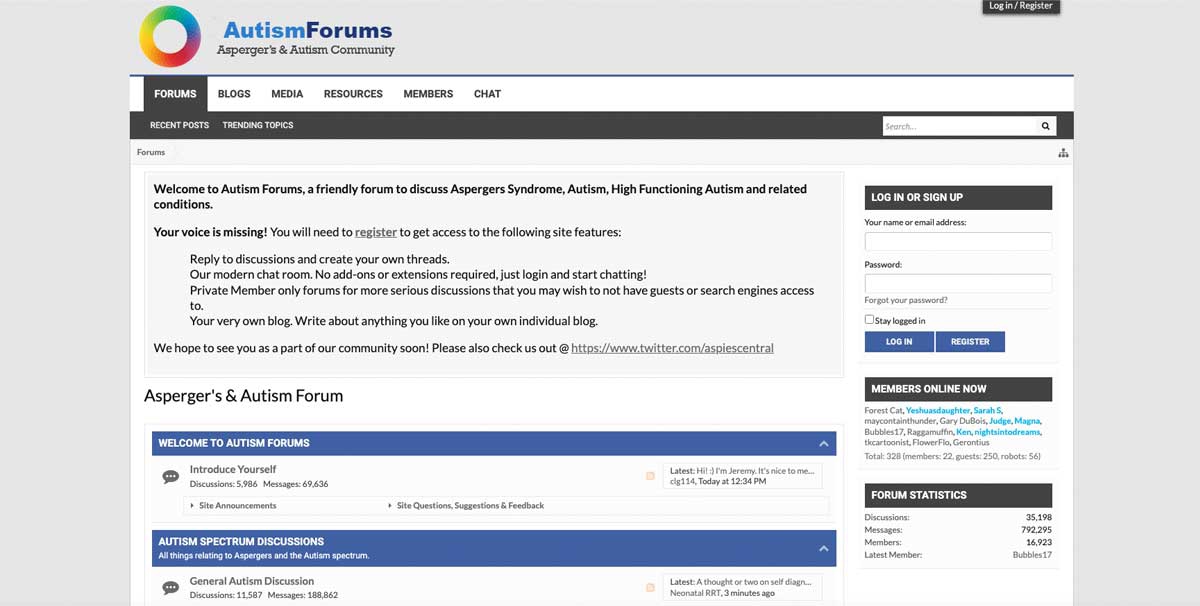 Log in / Register
AutismForums
Asperger's & Autism Community
FORUMS BLOGS MEDIA RESOURCES MEMBERS CHAT
RECENT POSTS TRENDING TOPICS
Search...
Forums
Welcome to Autism Forums, a friendly forum to discuss Aspergers Syndrome, Autism, High Functioning Autism and related
conditions.
Your voice is missing! You will need to register to get access to the following site features:
Reply to discussions and create your own threads.
Our modern chat room. No add-ons or extensions required, just login and start chatting!
Private Member only forums for more serious discussions that you may wish to not have guests or search engines access
to.
Your very own blog. Write about anything you like on your own individual blog.
We hope to see you as a part of our community soon! Please also check us out @ https://www.twitter.com/aspiescentral
Asperger's & Autism Forum
WELCOME TO AUTISM FORUMS
Introduce Yourself
Discussions: 5,986 Messages: 69,636
Latest: Hi! :) I'm Jeremy. It's nice to me...
clg114, Today at 12:34 PM
Site Announcements
Site Questions, Suggestions & Feedback
AUTISM SPECTRUM DISCUSSIONS
All things relating to Aspergers and the Autism spectrum.
General Autism Discussion
Discussions: 11,587 Messages: 188,862
Latest: A thought or two on self diagn...
Neonatal RRT, 3 minutes ago
LOG IN OR SIGN UP
Your name or email address:
Password:
Forgot your password?
Stay logged in
LOG IN
REGISTER
MEMBERS ONLINE NOW
Forest Cat, Yeshuasdaughter, Sarah S,
maycontainthunder, Gary DuBois, Judge, Magna,
Bubbles17, Raggamuffin, Ken, nightsintodreams,
tkcartoonist, FlowerFlo, Gerontius
Total: 328 (members: 22, guests: 250, robots: 56)
FORUM STATISTICS
Discussions: 35,198
Messages: 792,295
Members: 16,923
Latest Member: Bubbles17